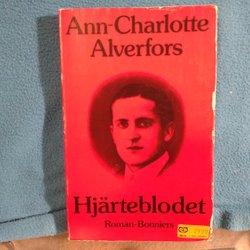 Ann-Charlotte
Alverfors
Hjärteblodet
Roman·Bonniers